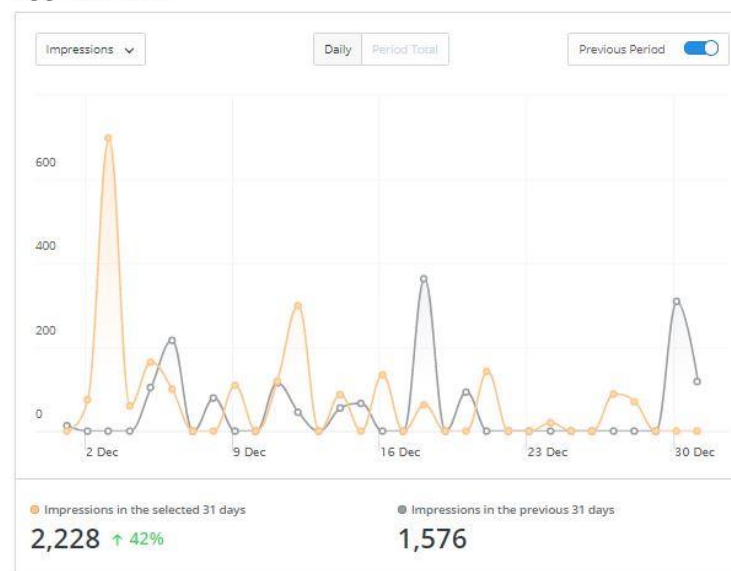 Impressions
Daily Period Total
Previous Period
600
400
200
0
2 Dec 9 Dec 16 Dec 23 Dec 30 Dec
Impressions in the selected 31 days
2,228 ↑ 42%
Impressions in the previous 31 days
1,576